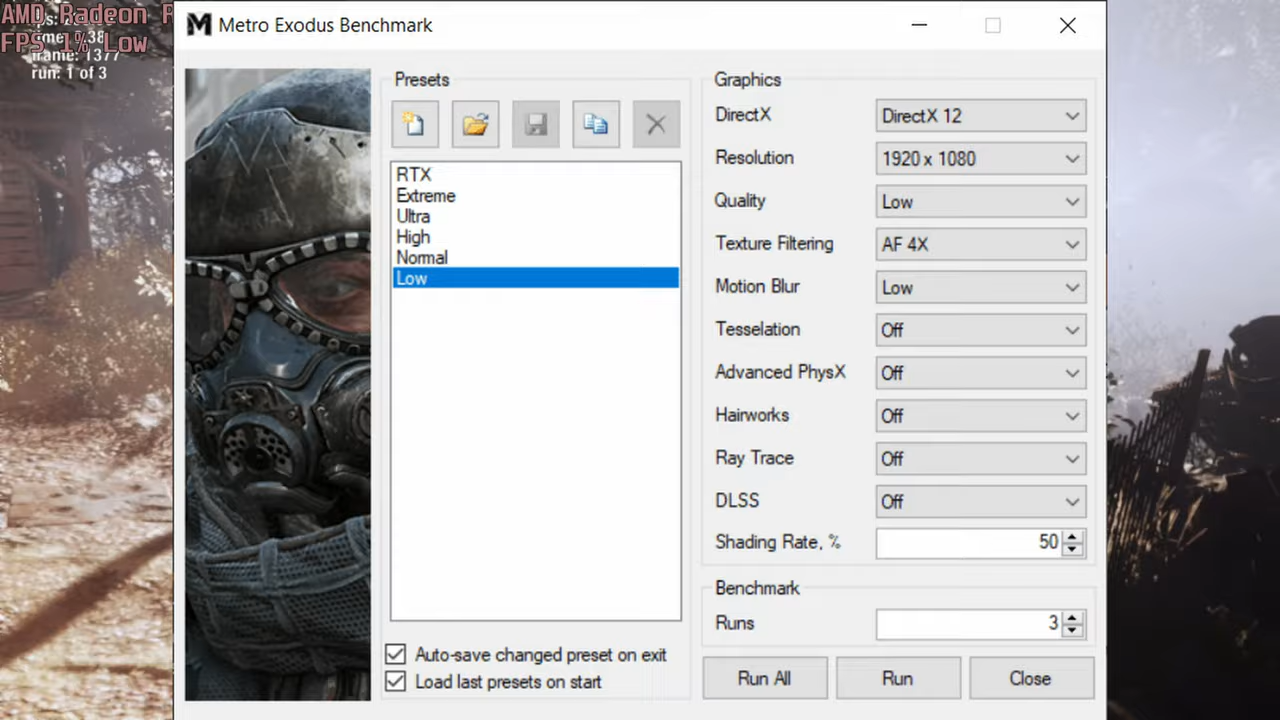 AMD Radeon R
FPS 1% Low
frame: 1377
run: 1 of 3
Metro Exodus Benchmark
Presets
RTX
Extreme
Ultra
High
Normal
Low
Auto-save changed preset on exit
Load last presets on start
Graphics
DirectX DirectX 12
Resolution 1920 x 1080
Quality Low
Texture Filtering AF 4X
Motion Blur Low
Tesselation Off
Advanced PhysX Off
Hairworks Off
Ray Trace Off
DLSS Off
Shading Rate, % 50
Benchmark
Runs 3
Run All Run Close